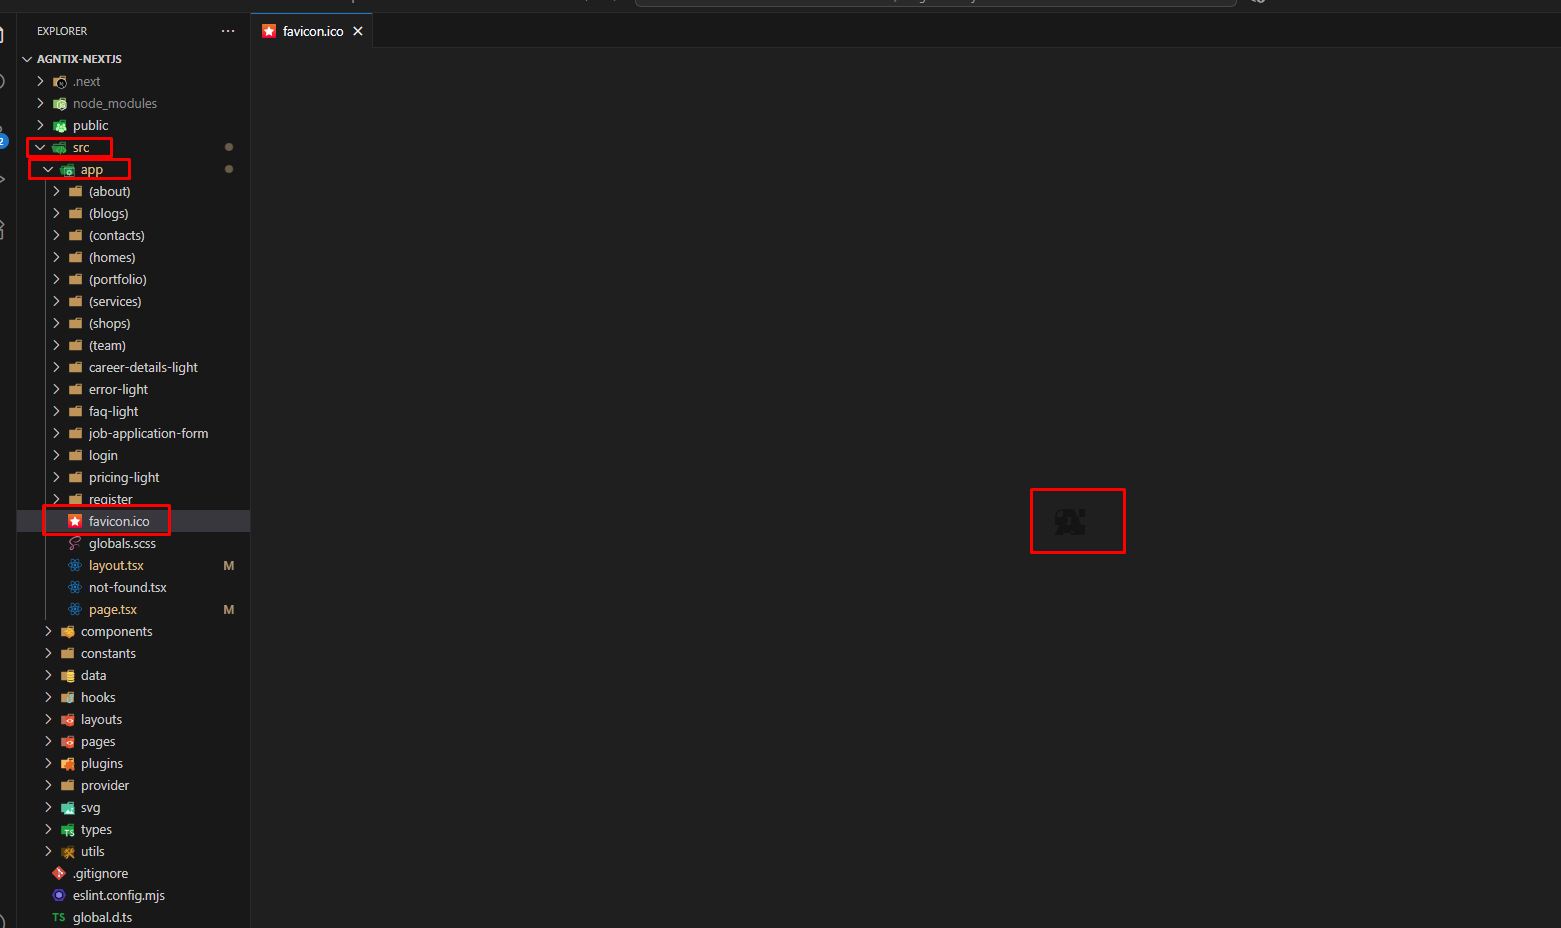 EXPLORER
favicon.ico
AGNTIX-NEXTJS
.next
node_modules
public
src
app
(about)
(blogs)
(contacts)
(homes)
(portfolio)
(services)
(shops)
(team)
career-details-light
error-light
faq-light
job-application-form
login
pricing-light
register
favicon.ico
globals.scss
layout.tsx M
not-found.tsx
page.tsx M
components
constants
data
hooks
layouts
pages
plugins
provider
svg
TS types
utils
.gitignore
eslint.config.mjs
TS global.d.ts